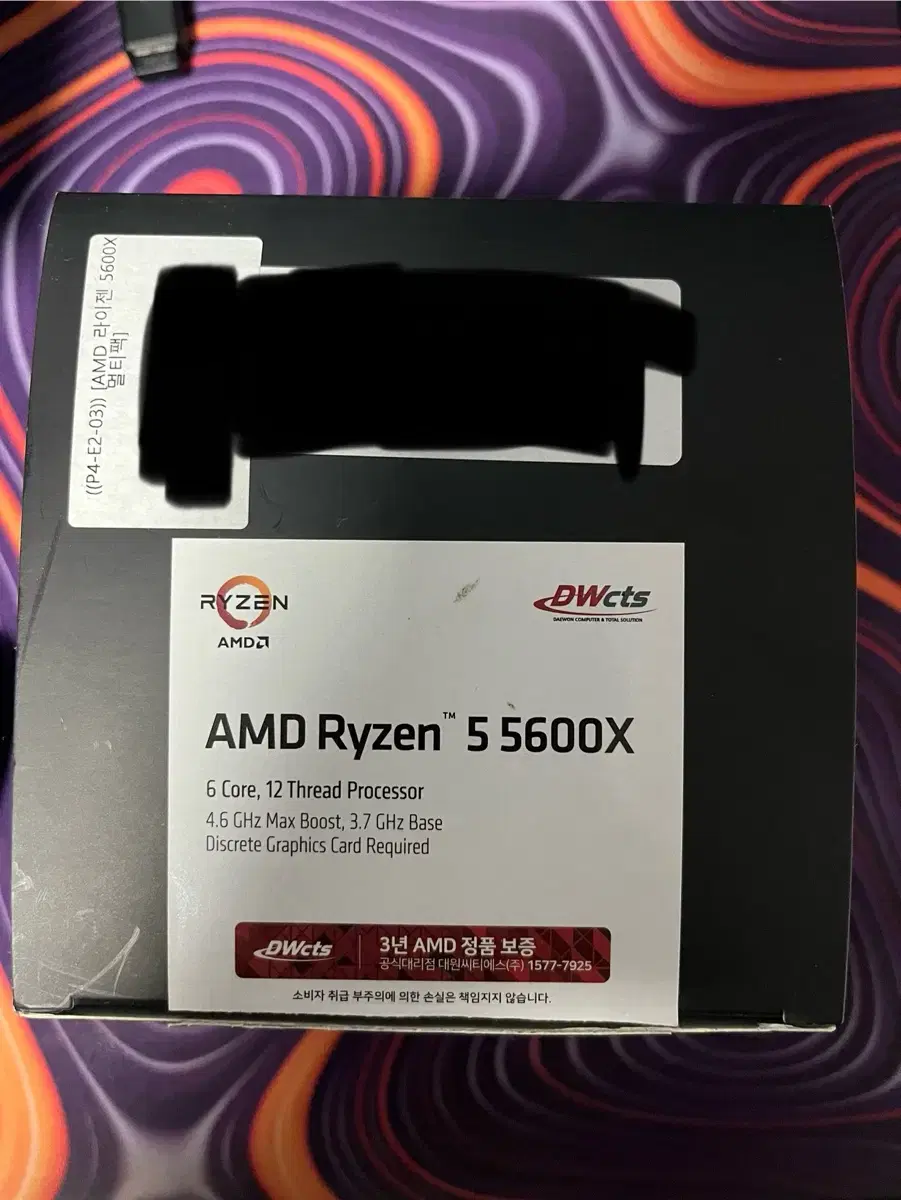 ((P4-E2-03)) [AMD 라이젠 5600X
멀티팩]
RYZEN
AMD
DWcts
DAEWON COMPUTER & TOTAL SOLUTION
AMD Ryzen™ 5 5600X
6 Core, 12 Thread Processor
4.6 GHz Max Boost, 3.7 GHz Base
Discrete Graphics Card Required
DWcts
3년 AMD 정품 보증
공식대리점 대원씨티에스(주) 1577-7925
소비자 취급 부주의에 의한 손실은 책임지지 않습니다.